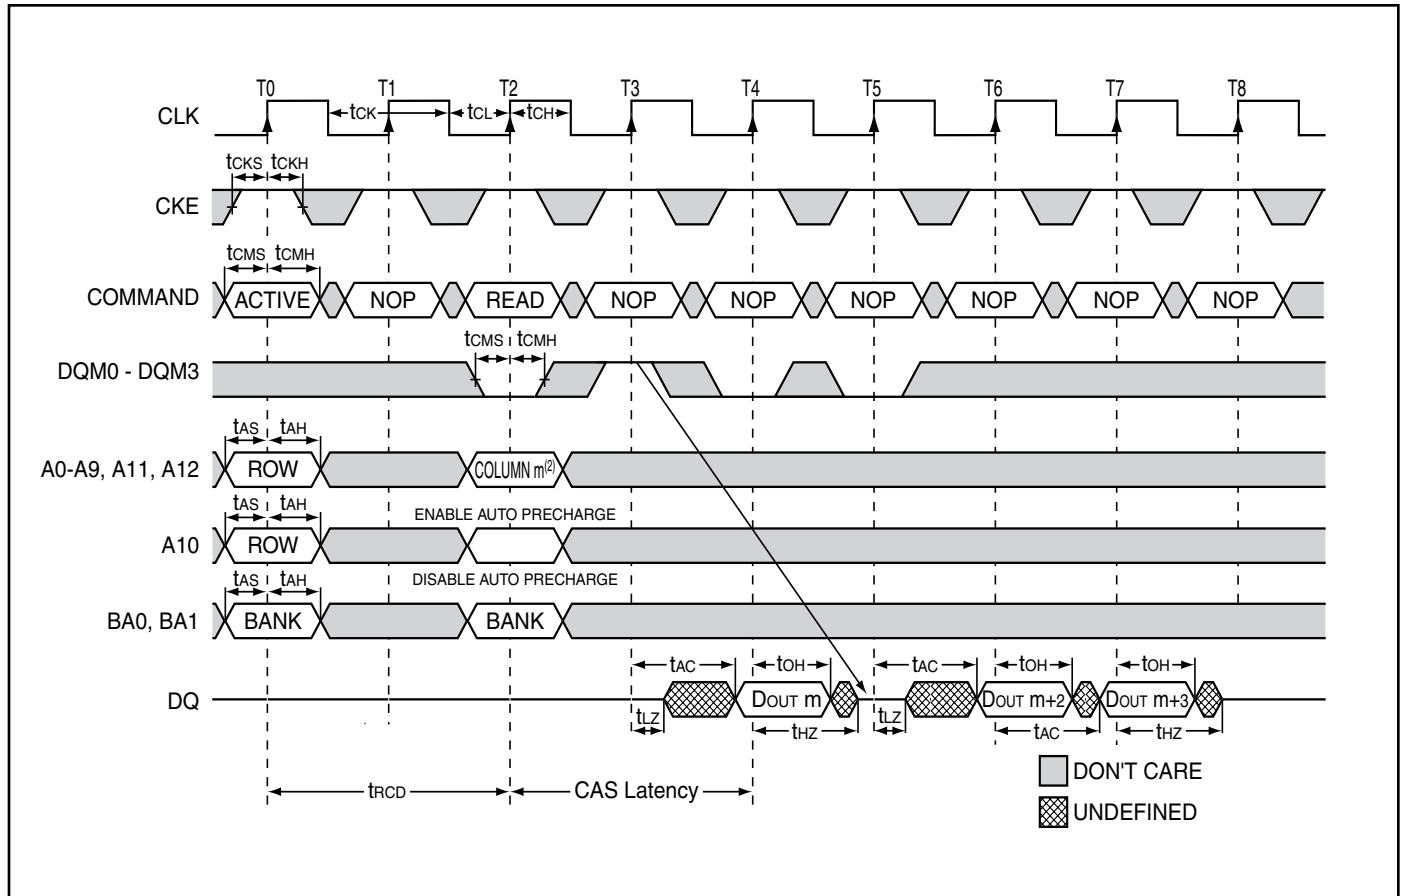 T0 T1 T2 T3 T4 T5 T6 T7 T8
CLK tCK tCL tCH
tCKS tCKH
CKE
tCMS tCMH
COMMAND ACTIVE NOP READ NOP NOP NOP NOP NOP NOP
tCMS tCMH
DQM0 - DQM3
tAS tAH
A0-A9, A11, A12 ROW COLUMN m(2)
tAS tAH ENABLE AUTO PRECHARGE
A10 ROW
tAS tAH DISABLE AUTO PRECHARGE
BA0, BA1 BANK BANK
tAC tOH tAC tOH tOH
DQ DOUT m DOUT m+2 DOUT m+3
tLZ tHZ tLZ tAC tHZ
DON'T CARE
tRCD CAS Latency
UNDEFINED